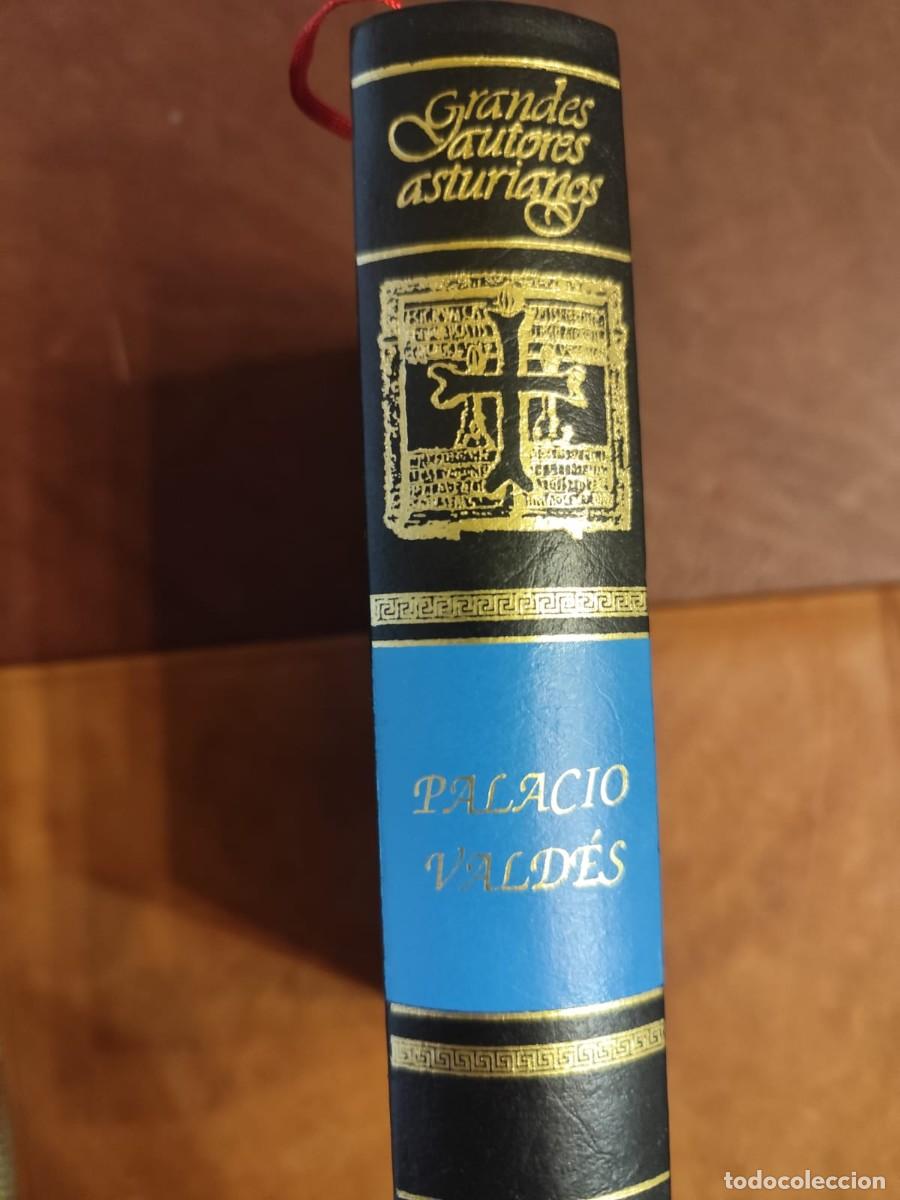 Grandes
autores
asturianos
PALACIO
VALDÉS
todocoleccion